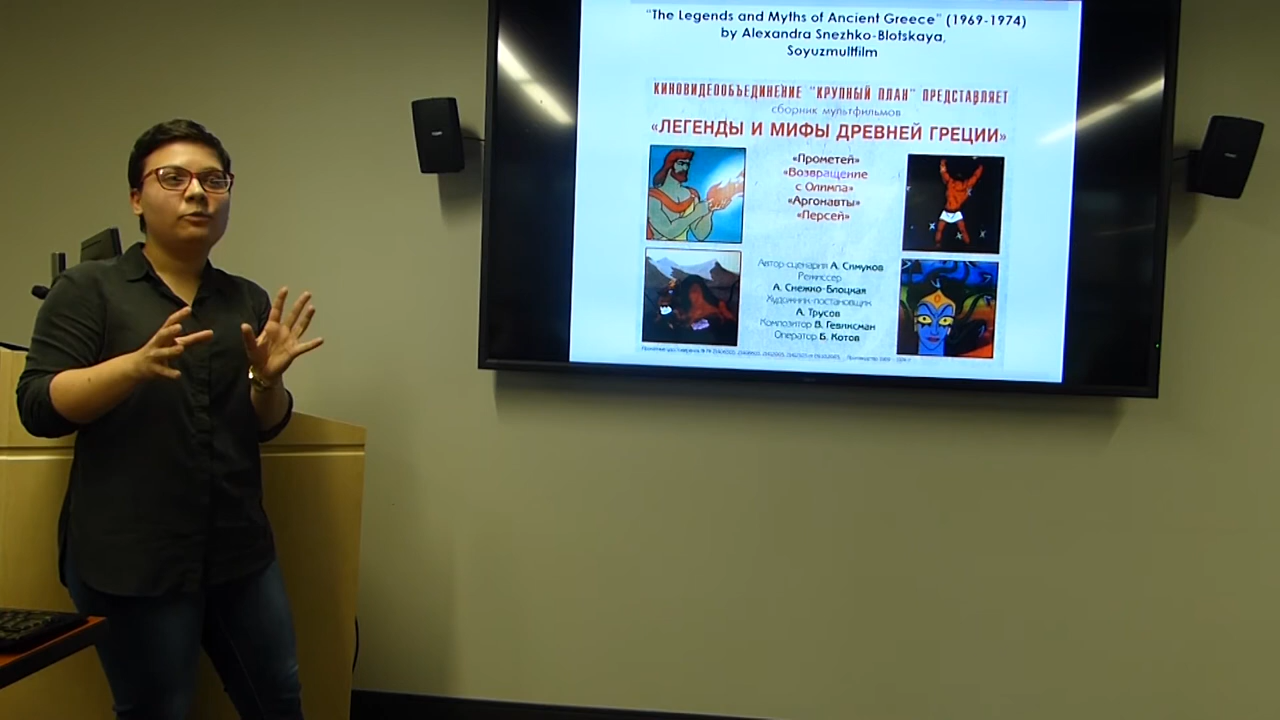 "The Legends and Myths of Ancient Greece" (1969-1974)
by Alexandra Snezhko-Blotskaya,
Soyuzmultfilm
КИНОВИДЕООБЪЕДИНЕНИЕ "КРУПНЫЙ ПЛАН" ПРЕДСТАВЛЯЕТ
сборник мультфильмов
«ЛЕГЕНДЫ И МИФЫ ДРЕВНЕЙ ГРЕЦИИ»
«Прометей»
«Возвращение
с Олимпа»
«Аргонавты»
«Персей»
Автор сценария А. Симуков
Режиссер
А. Снежко-Блоцкая
Художник-постановщик
А. Трусов
Композитор В. Гевиксман
Оператор Б. Котов